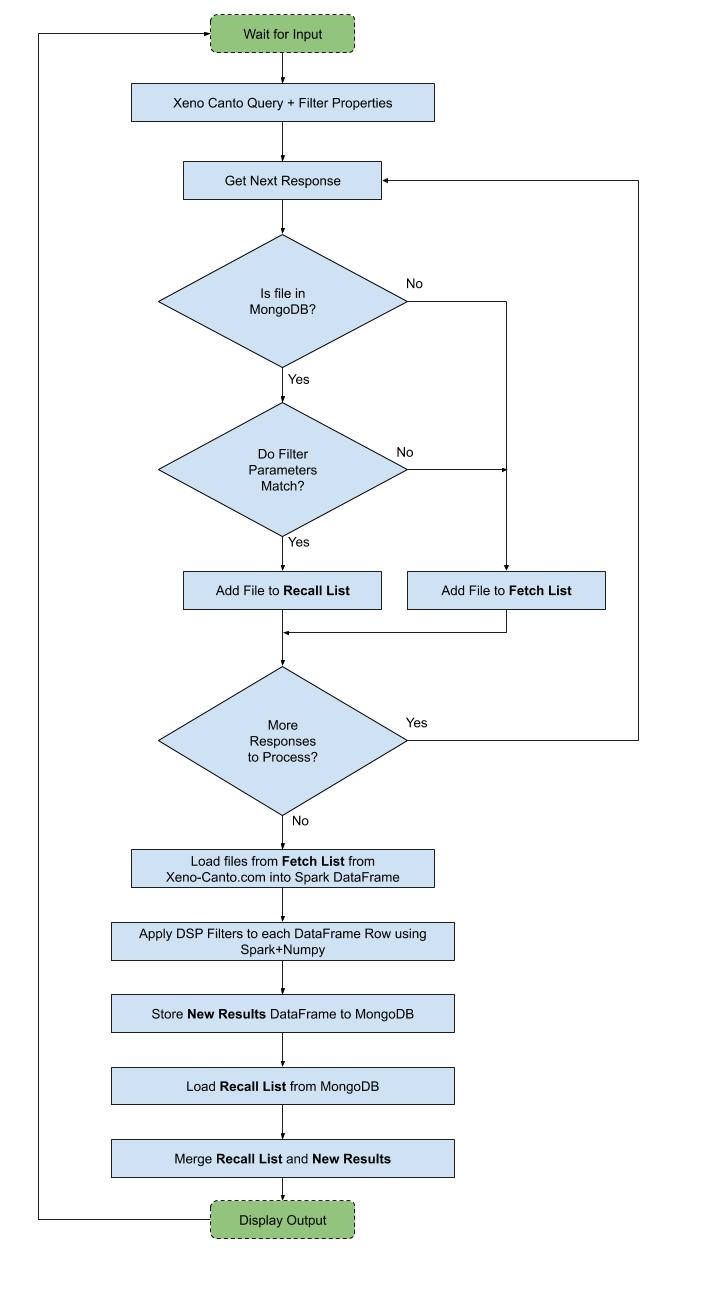 Wait for Input
Xeno Canto Query + Filter Properties
Get Next Response
Is file in
MongoDB?
No
Yes
Do Filter
Parameters
Match?
No
Yes
Add File to Recall List
Add File to Fetch List
More
Responses
to Process?
Yes
No
Load files from Fetch List from
Xeno-Canto.com into Spark DataFrame
Apply DSP Filters to each DataFrame Row using
Spark+Numpy
Store New Results DataFrame to MongoDB
Load Recall List from MongoDB
Merge Recall List and New Results
Display Output